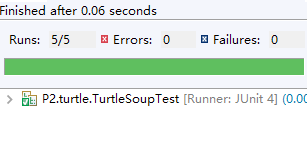 Finished after 0.06 seconds
Runs: 5/5 Errors: 0 Failures: 0
P2.turtle.TurtleSoupTest [Runner: JUnit 4] (0.00